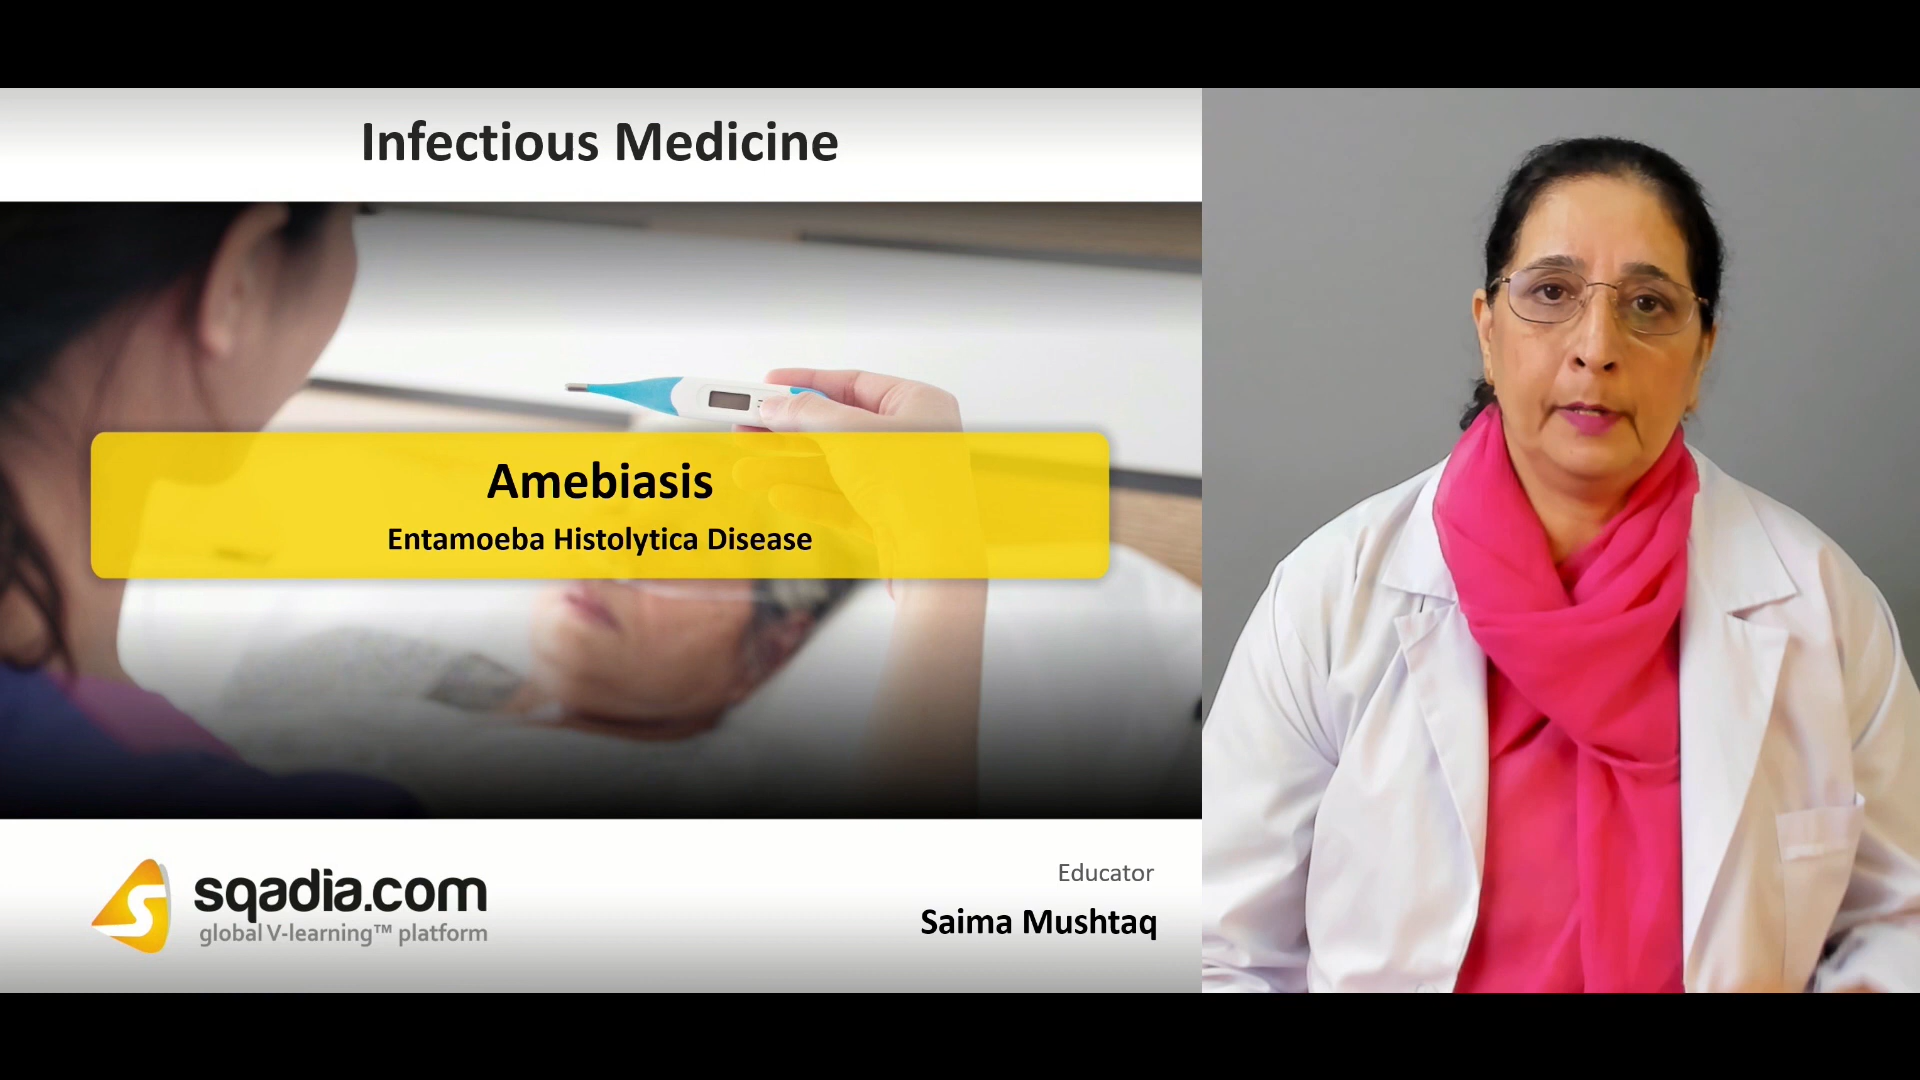 Infectious Medicine
Amebiasis
Entamoeba Histolytica Disease
sqadia.com
global V-learning™ platform
Educator
Saima Mushtaq